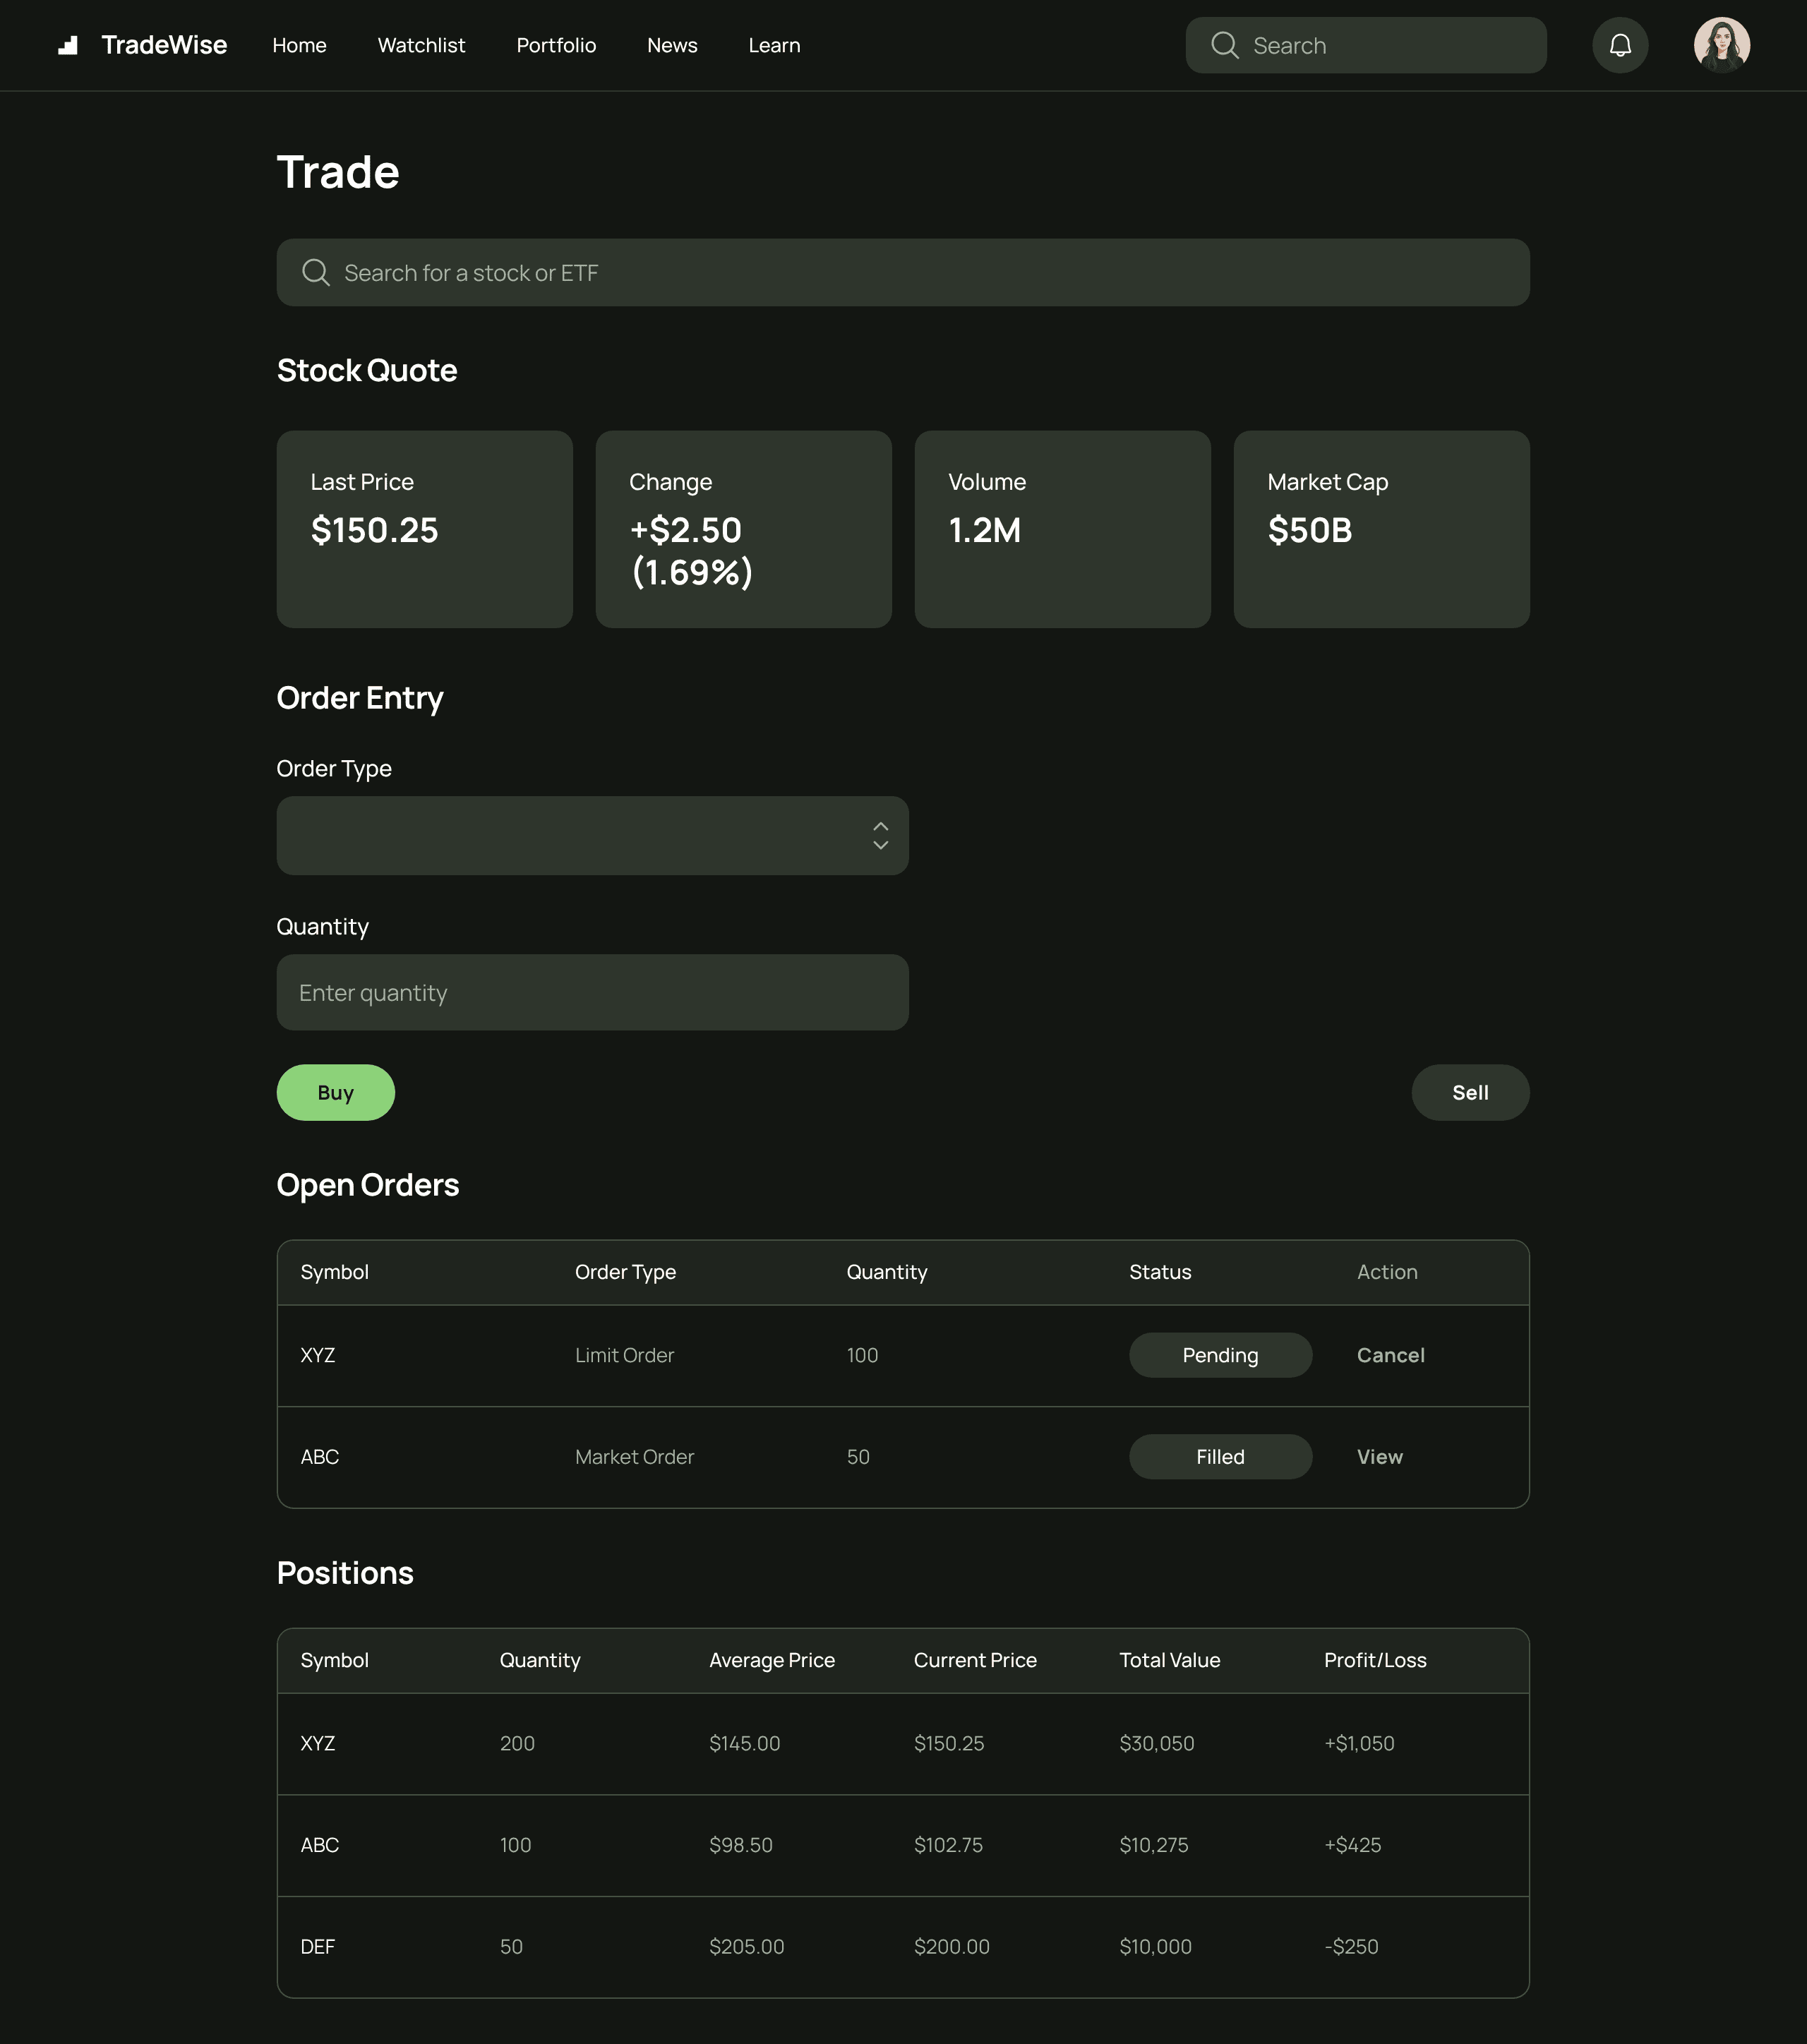 TradeWise Home Watchlist Portfolio News Learn Search
Trade
Search for a stock or ETF
Stock Quote
Last Price
$150.25
Change
+$2.50
(1.69%)
Volume
1.2M
Market Cap
$50B
Order Entry
Order Type
Quantity
Enter quantity
Buy Sell
Open Orders
Symbol Order Type Quantity Status Action
XYZ Limit Order 100 Pending Cancel
ABC Market Order 50 Filled View
Positions
Symbol Quantity Average Price Current Price Total Value Profit/Loss
XYZ 200 $145.00 $150.25 $30,050 +$1,050
ABC 100 $98.50 $102.75 $10,275 +$425
DEF 50 $205.00 $200.00 $10,000 -$250